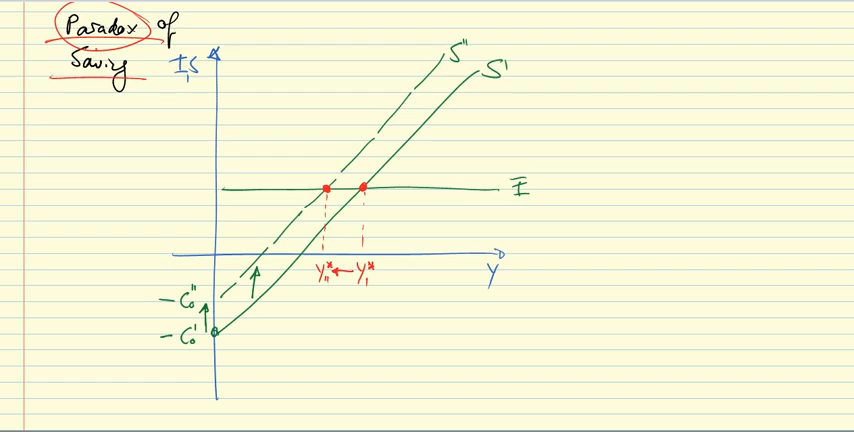 Paradox of
Saving
I, S
S"
S'
Ī
Y"* ← Y'*
Y
-C₀"
-C₀'